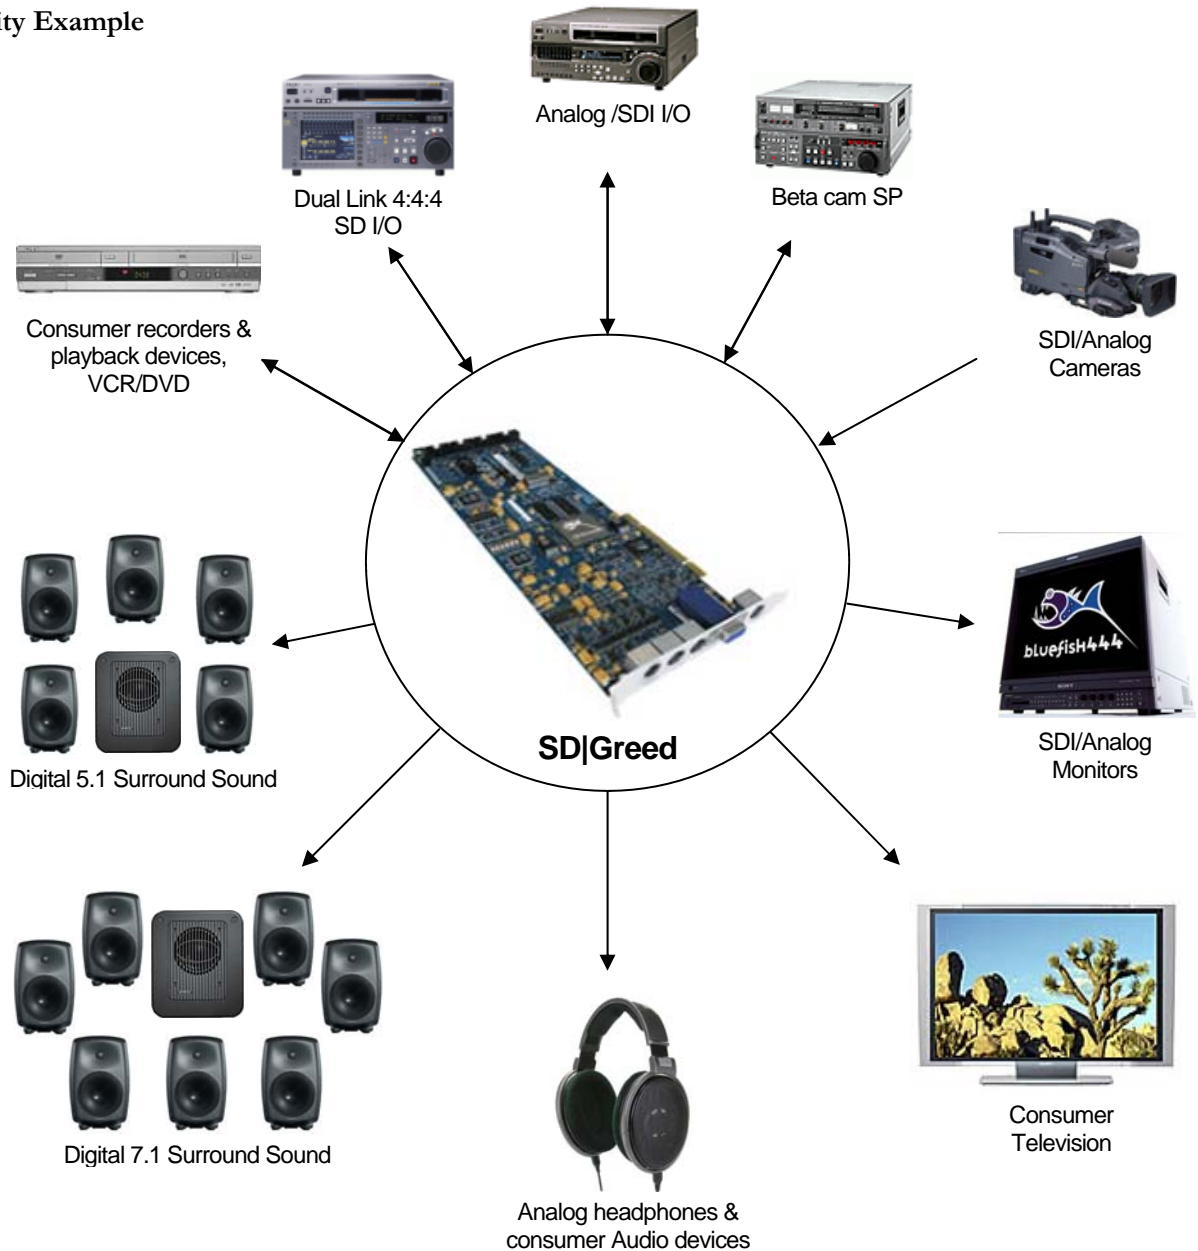 ity Example
Analog /SDI I/O
Dual Link 4:4:4
SD I/O
Beta cam SP
Consumer recorders &
playback devices,
VCR/DVD
SDI/Analog
Cameras
bluefish444
SONY
SDI/Analog
Monitors
SD|Greed
Digital 5.1 Surround Sound
Digital 7.1 Surround Sound
Consumer
Television
Analog headphones &
consumer Audio devices